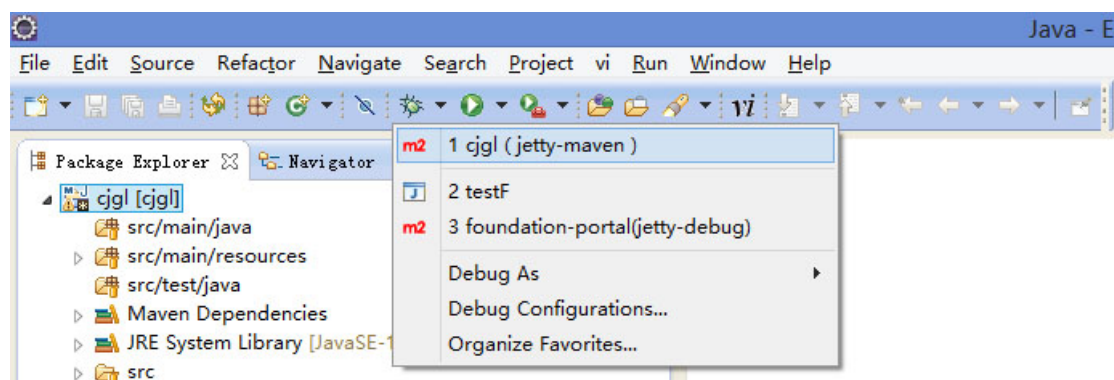 Java - E
File Edit Source Refactor Navigate Search Project vi Run Window Help
vi
Package Explorer Navigator
m2 1 cjgl ( jetty-maven )
cjgl [cjgl]
J 2 testF
src/main/java
m2 3 foundation-portal(jetty-debug)
src/main/resources
Debug As
src/test/java
Debug Configurations...
Maven Dependencies
JRE System Library [JavaSE-1
Organize Favorites...
src